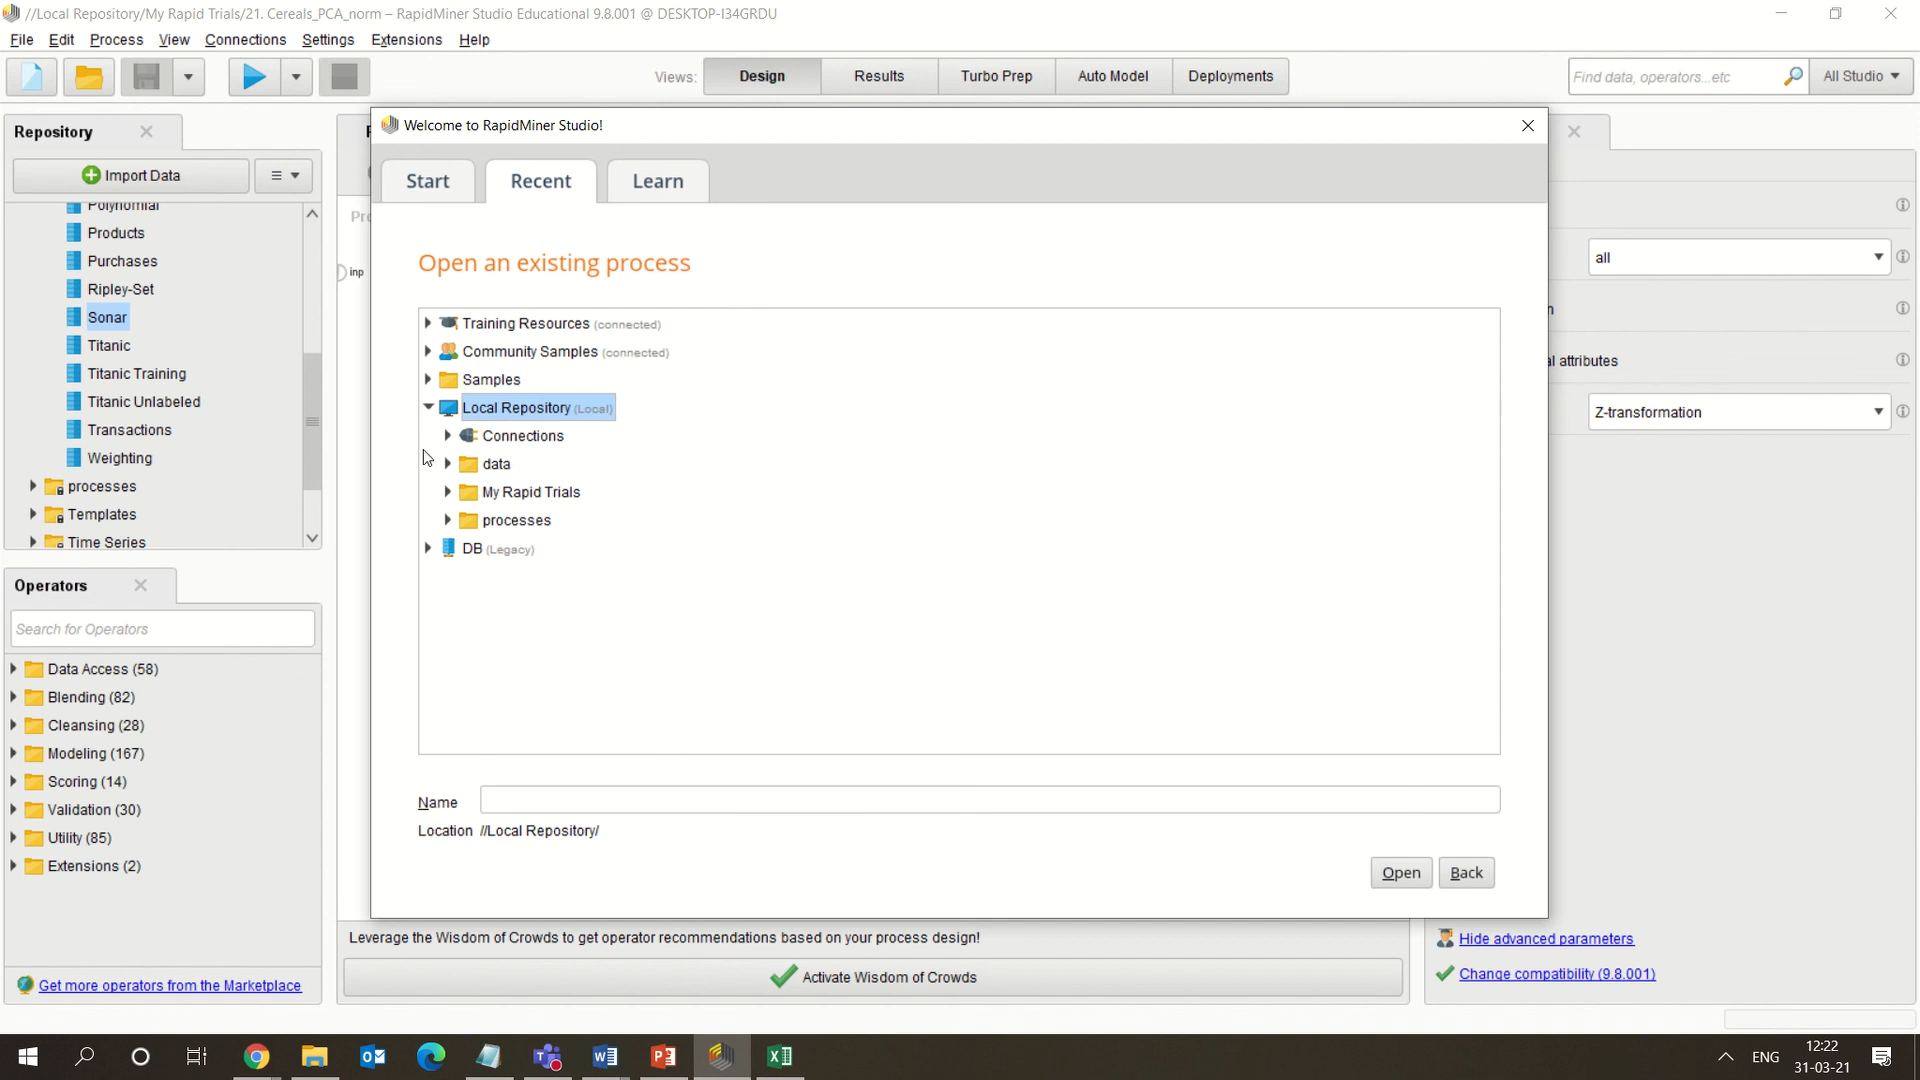 //Local Repository/My Rapid Trials/21. Cereals_PCA_norm – RapidMiner Studio Educational 9.8.001 @ DESKTOP-I34GRDU
File Edit Process View Connections Settings Extensions Help
Views: Design Results Turbo Prep Auto Model Deployments
Find data, operators...etc
All Studio
Repository
Import Data
Polynomial
Products
Purchases
Ripley-Set
Sonar
Titanic
Titanic Training
Titanic Unlabeled
Transactions
Weighting
processes
Templates
Time Series
Operators
Search for Operators
Data Access (58)
Blending (82)
Cleansing (28)
Modeling (167)
Scoring (14)
Validation (30)
Utility (85)
Extensions (2)
Get more operators from the Marketplace
inp
Welcome to RapidMiner Studio!
Start Recent Learn
Open an existing process
Training Resources (connected)
Community Samples (connected)
Samples
Local Repository (Local)
Connections
data
My Rapid Trials
processes
DB (Legacy)
Name
Location //Local Repository/
Open Back
all
attributes
Z-transformation
Leverage the Wisdom of Crowds to get operator recommendations based on your process design!
Activate Wisdom of Crowds
Hide advanced parameters
Change compatibility (9.8.001)
ENG
12:22
31-03-21